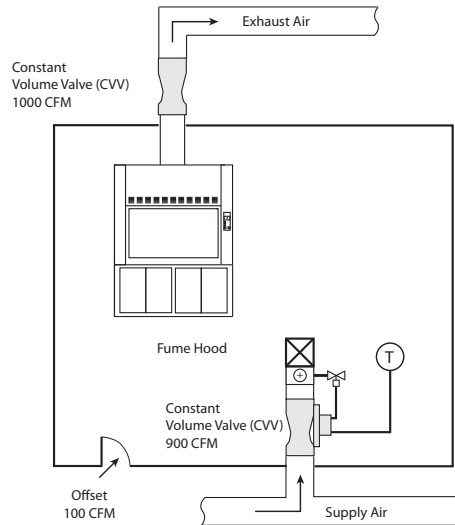 Exhaust Air
Constant
Volume Valve (CVV)
1000 CFM
Fume Hood
T
Constant
Volume Valve (CVV)
900 CFM
Offset
100 CFM
Supply Air